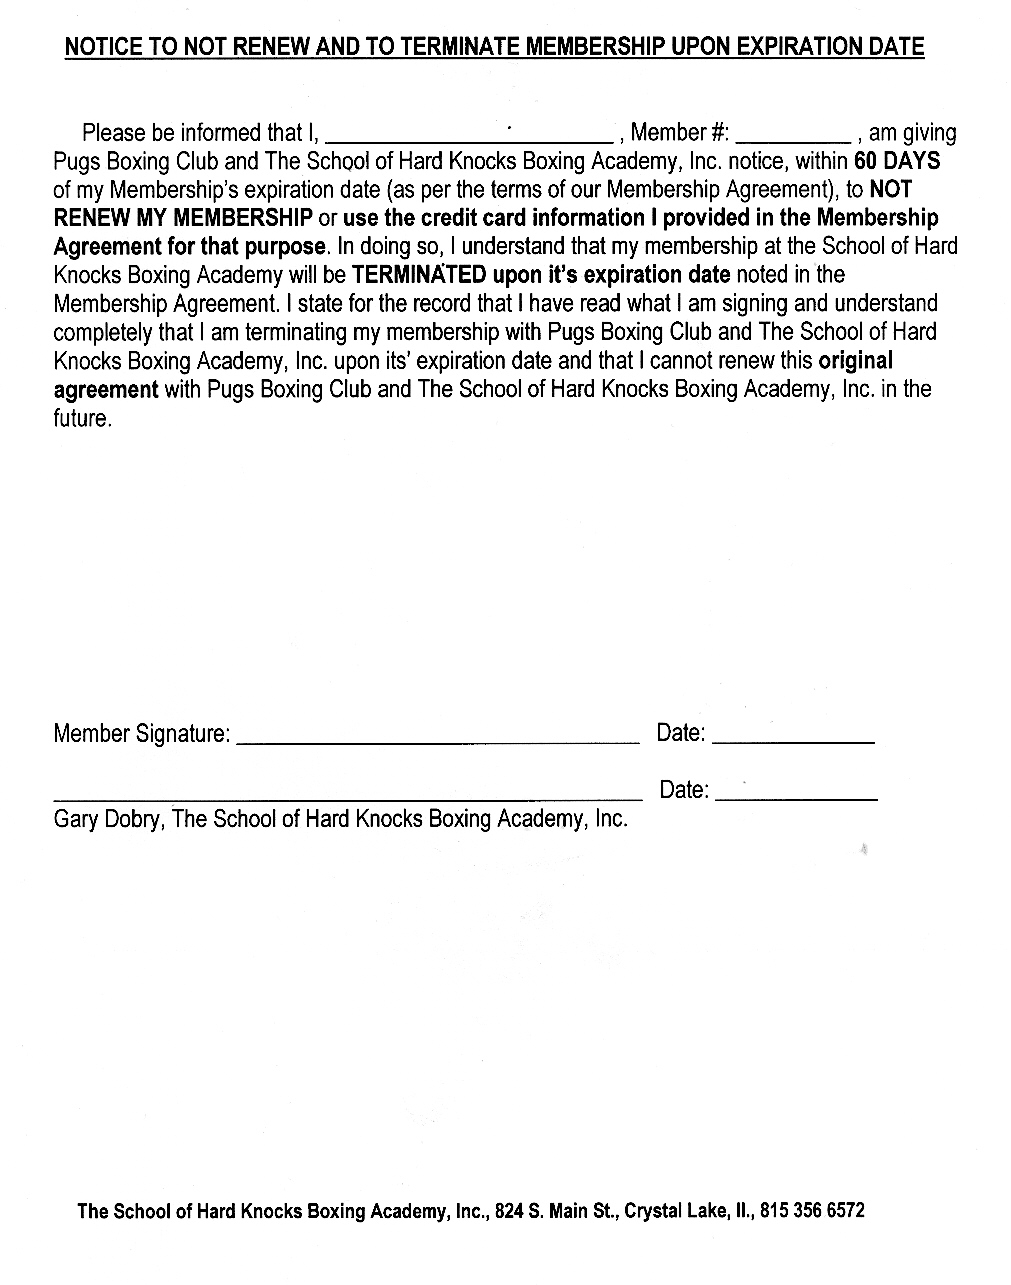 NOTICE TO NOT RENEW AND TO TERMINATE MEMBERSHIP UPON EXPIRATION DATE
Please be informed that I, ______________________ , Member #: _________ , am giving
Pugs Boxing Club and The School of Hard Knocks Boxing Academy, Inc. notice, within 60 DAYS
of my Membership's expiration date (as per the terms of our Membership Agreement), to NOT
RENEW MY MEMBERSHIP or use the credit card information I provided in the Membership
Agreement for that purpose. In doing so, I understand that my membership at the School of Hard
Knocks Boxing Academy will be TERMINATED upon it's expiration date noted in the
Membership Agreement. I state for the record that I have read what I am signing and understand
completely that I am terminating my membership with Pugs Boxing Club and The School of Hard
Knocks Boxing Academy, Inc. upon its' expiration date and that I cannot renew this original
agreement with Pugs Boxing Club and The School of Hard Knocks Boxing Academy, Inc. in the
future.
Member Signature: ______________________________ Date: ____________
____________________________________________ Date: ____________
Gary Dobry, The School of Hard Knocks Boxing Academy, Inc.
The School of Hard Knocks Boxing Academy, Inc., 824 S. Main St., Crystal Lake, Il., 815 356 6572